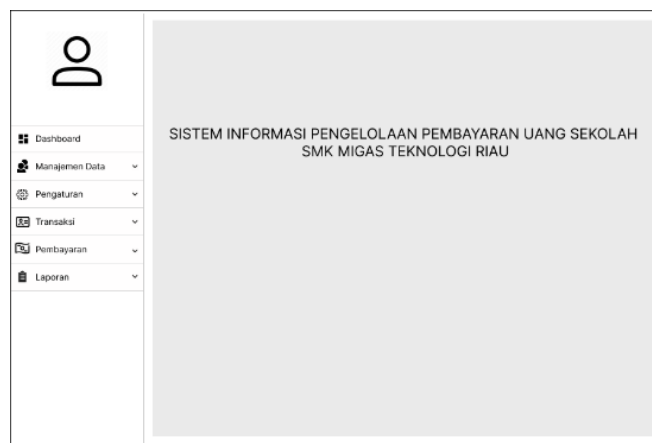 Dashboard
Manajemen Data
Pengaturan
Transaksi
Pembayaran
Laporan
SISTEM INFORMASI PENGELOLAAN PEMBAYARAN UANG SEKOLAH
SMK MIGAS TEKNOLOGI RIAU